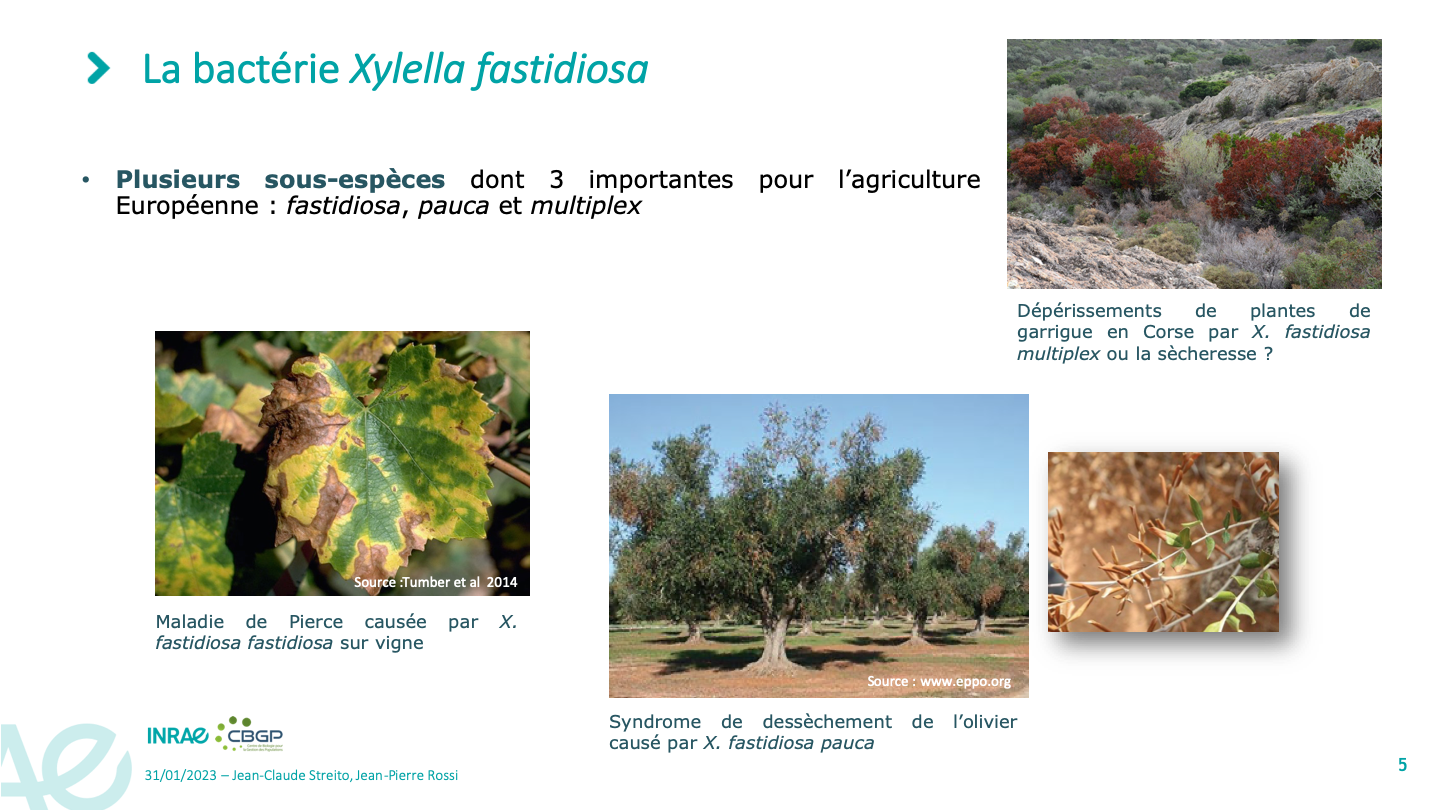 La bactérie Xylella fastidiosa
• Plusieurs sous-espèces dont 3 importantes pour l'agriculture
Européenne : fastidiosa, pauca et multiplex
Dépérissements de plantes de
garrigue en Corse par X. fastidiosa
multiplex ou la sècheresse ?
Source :Tumber et al 2014
Maladie de Pierce causée par X.
fastidiosa fastidiosa sur vigne
Source : www.eppo.org
Syndrome de dessèchement de l'olivier
causé par X. fastidiosa pauca
INRAE
CBGP
Centre de Biologie pour
la Gestion des Populations
31/01/2023 – Jean-Claude Streito, Jean-Pierre Rossi
5